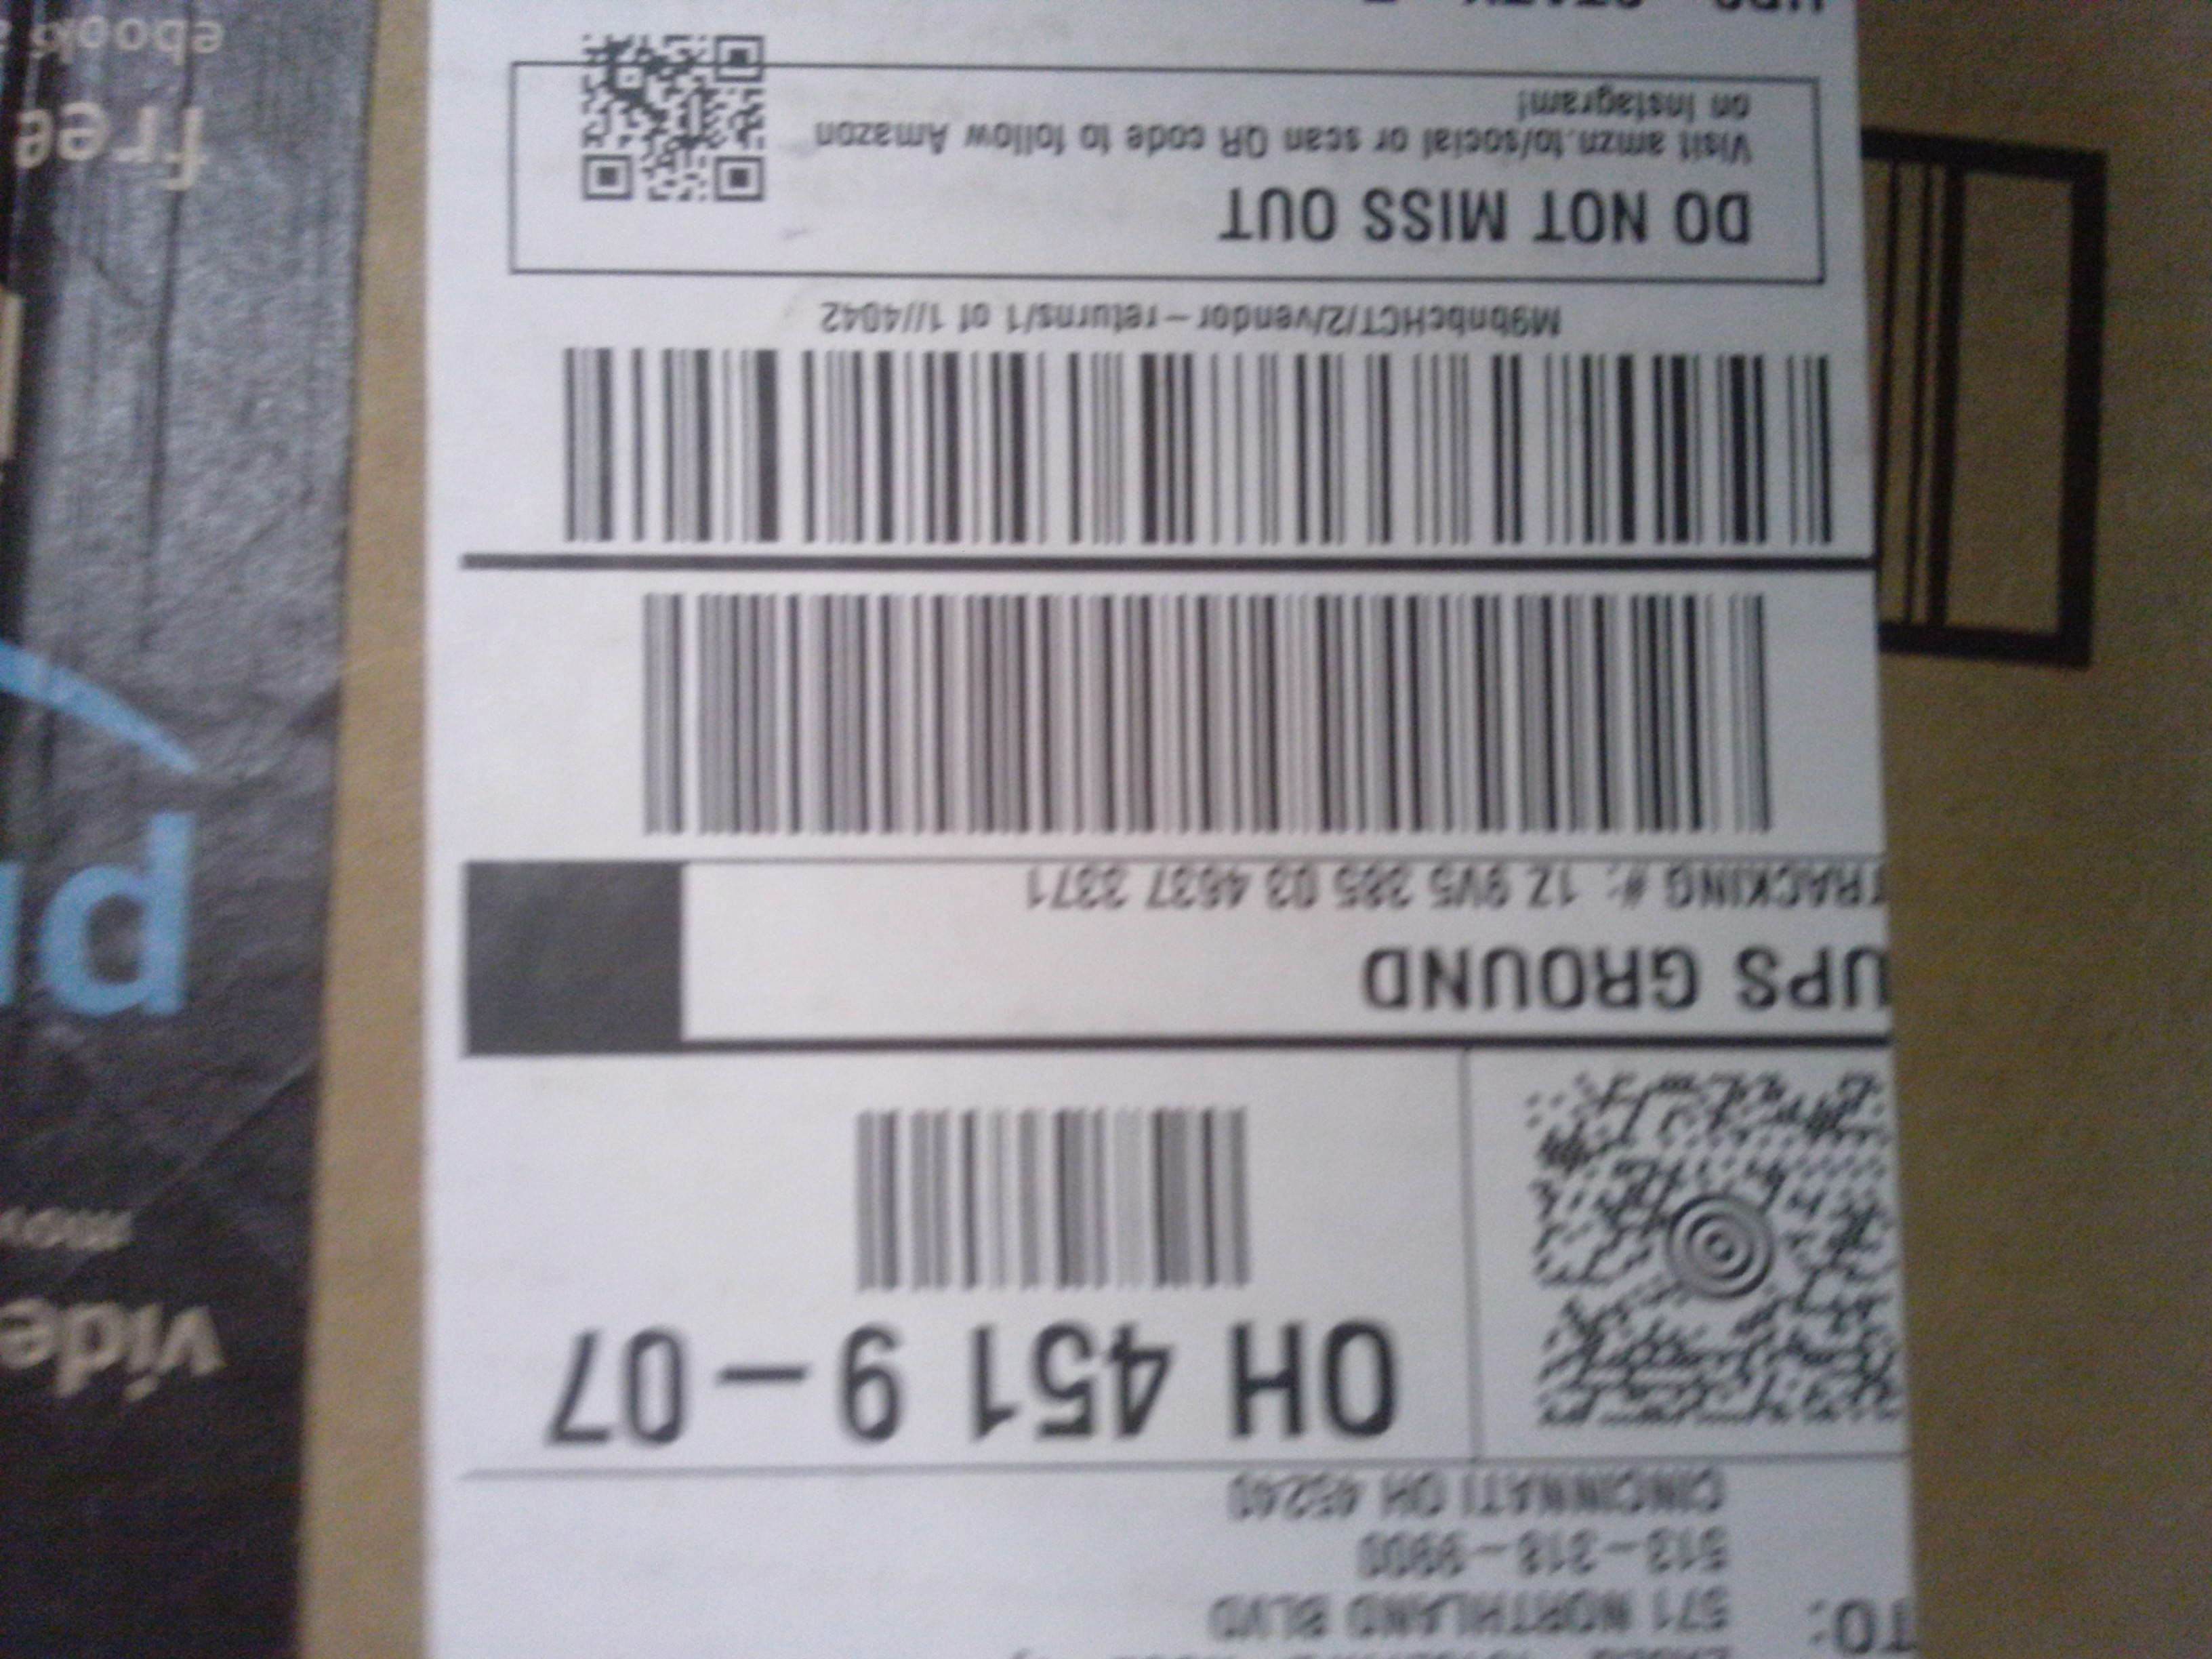 TO:
571 NORTHLAND BLVD
513-318-9900
CINCINNATI OH 45240
OH 451 9-07
UPS GROUND
TRACKING #: 1Z 9V5 385 03 4637 3371
M9bnbcHCT/2/vendor-returns/1 of 1//4042
DO NOT MISS OUT
Visit amzn.to/social or scan QR code to follow Amazon
on Instagram!
vide
mov
free
ebooks